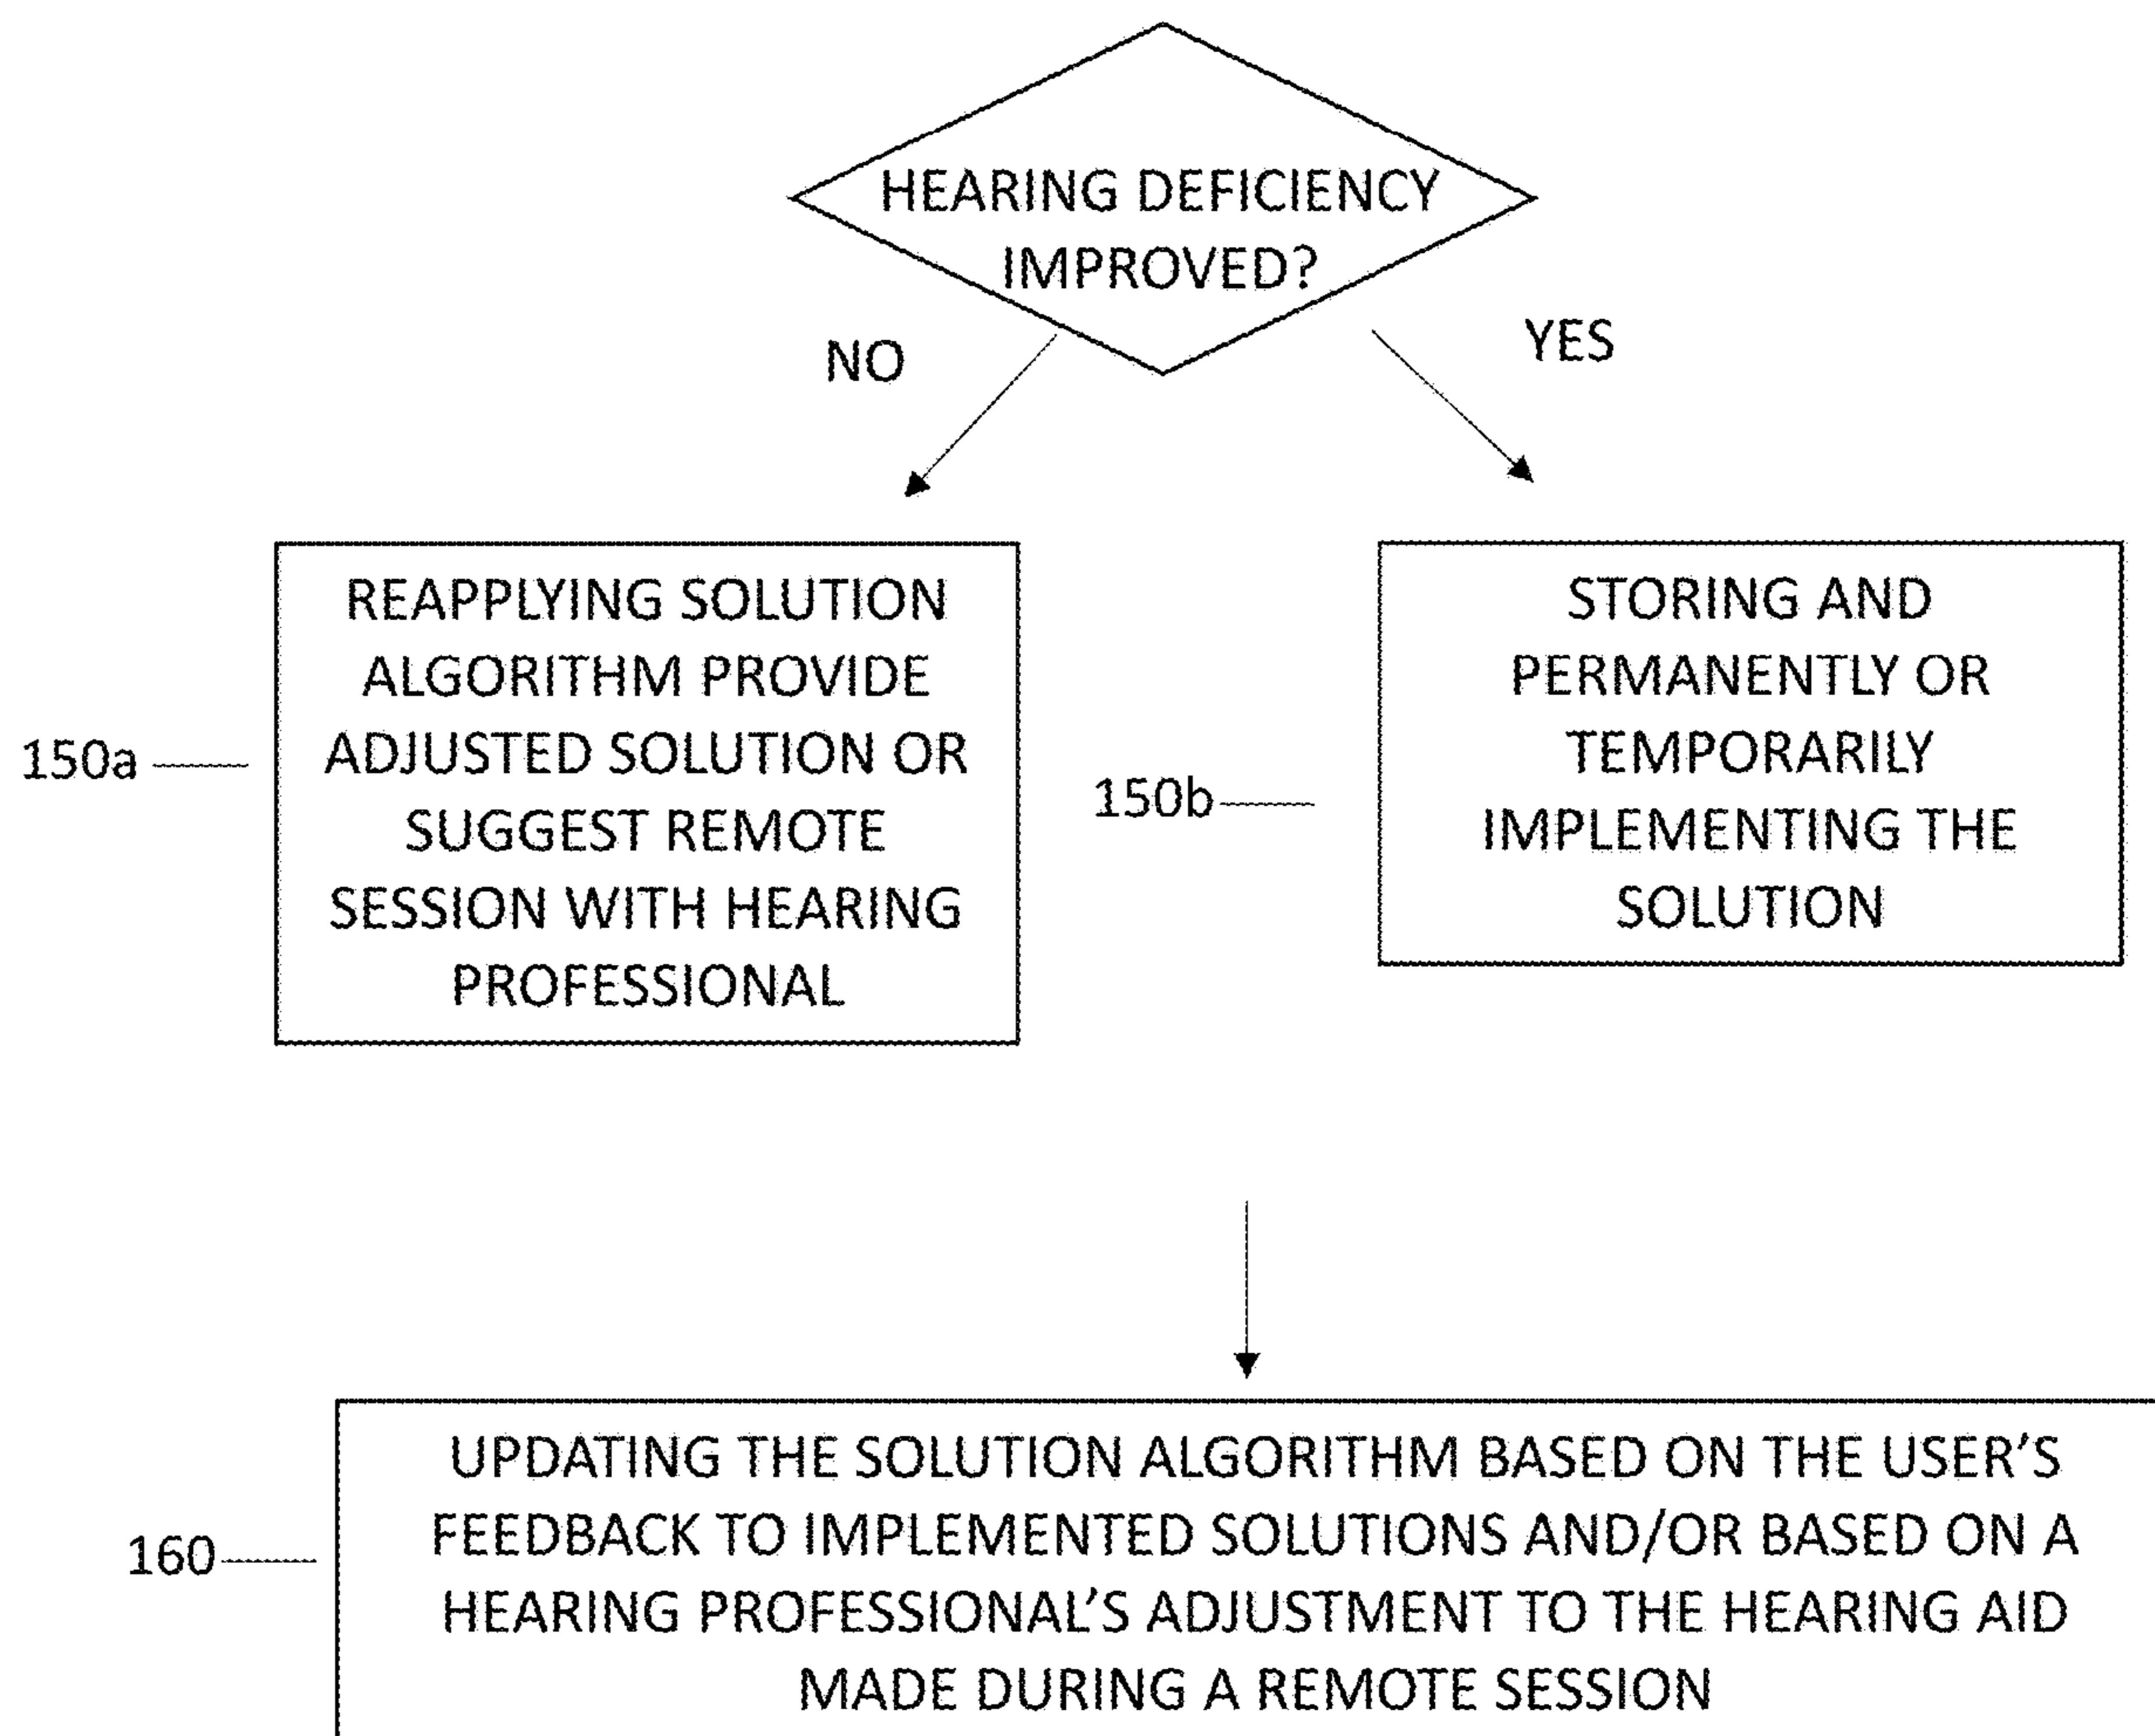 HEARING DEFICIENCY
IMPROVED?
NO
YES
150a
REAPPLYING SOLUTION
ALGORITHM PROVIDE
ADJUSTED SOLUTION OR
SUGGEST REMOTE
SESSION WITH HEARING
PROFESSIONAL
150b
STORING AND
PERMANENTLY OR
TEMPORARILY
IMPLEMENTING THE
SOLUTION
160
UPDATING THE SOLUTION ALGORITHM BASED ON THE USER’S
FEEDBACK TO IMPLEMENTED SOLUTIONS AND/OR BASED ON A
HEARING PROFESSIONAL’S ADJUSTMENT TO THE HEARING AID
MADE DURING A REMOTE SESSION